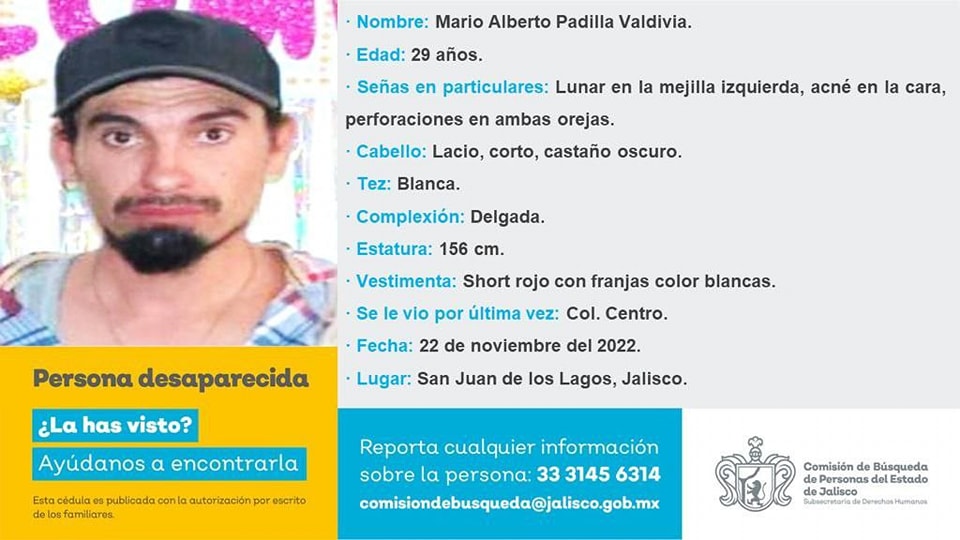 · Nombre: Mario Alberto Padilla Valdivia.
· Edad: 29 años.
· Señas en particulares: Lunar en la mejilla izquierda, acné en la cara,
perforaciones en ambas orejas.
· Cabello: Lacio, corto, castaño oscuro.
· Tez: Blanca.
· Complexión: Delgada.
· Estatura: 156 cm.
· Vestimenta: Short rojo con franjas color blancas.
· Se le vio por última vez: Col. Centro.
· Fecha: 22 de noviembre del 2022.
· Lugar: San Juan de los Lagos, Jalisco.
Persona desaparecida
¿La has visto?
Ayúdanos a encontrarla
Esta cédula es publicada con la autorización por escrito
de los familiares.
Reporta cualquier información
sobre la persona: 33 3145 6314
comisiondebusqueda@jalisco.gob.mx
Comisión de Búsqueda
de Personas del Estado
de Jalisco
Subsecretaría de Derechos Humanos